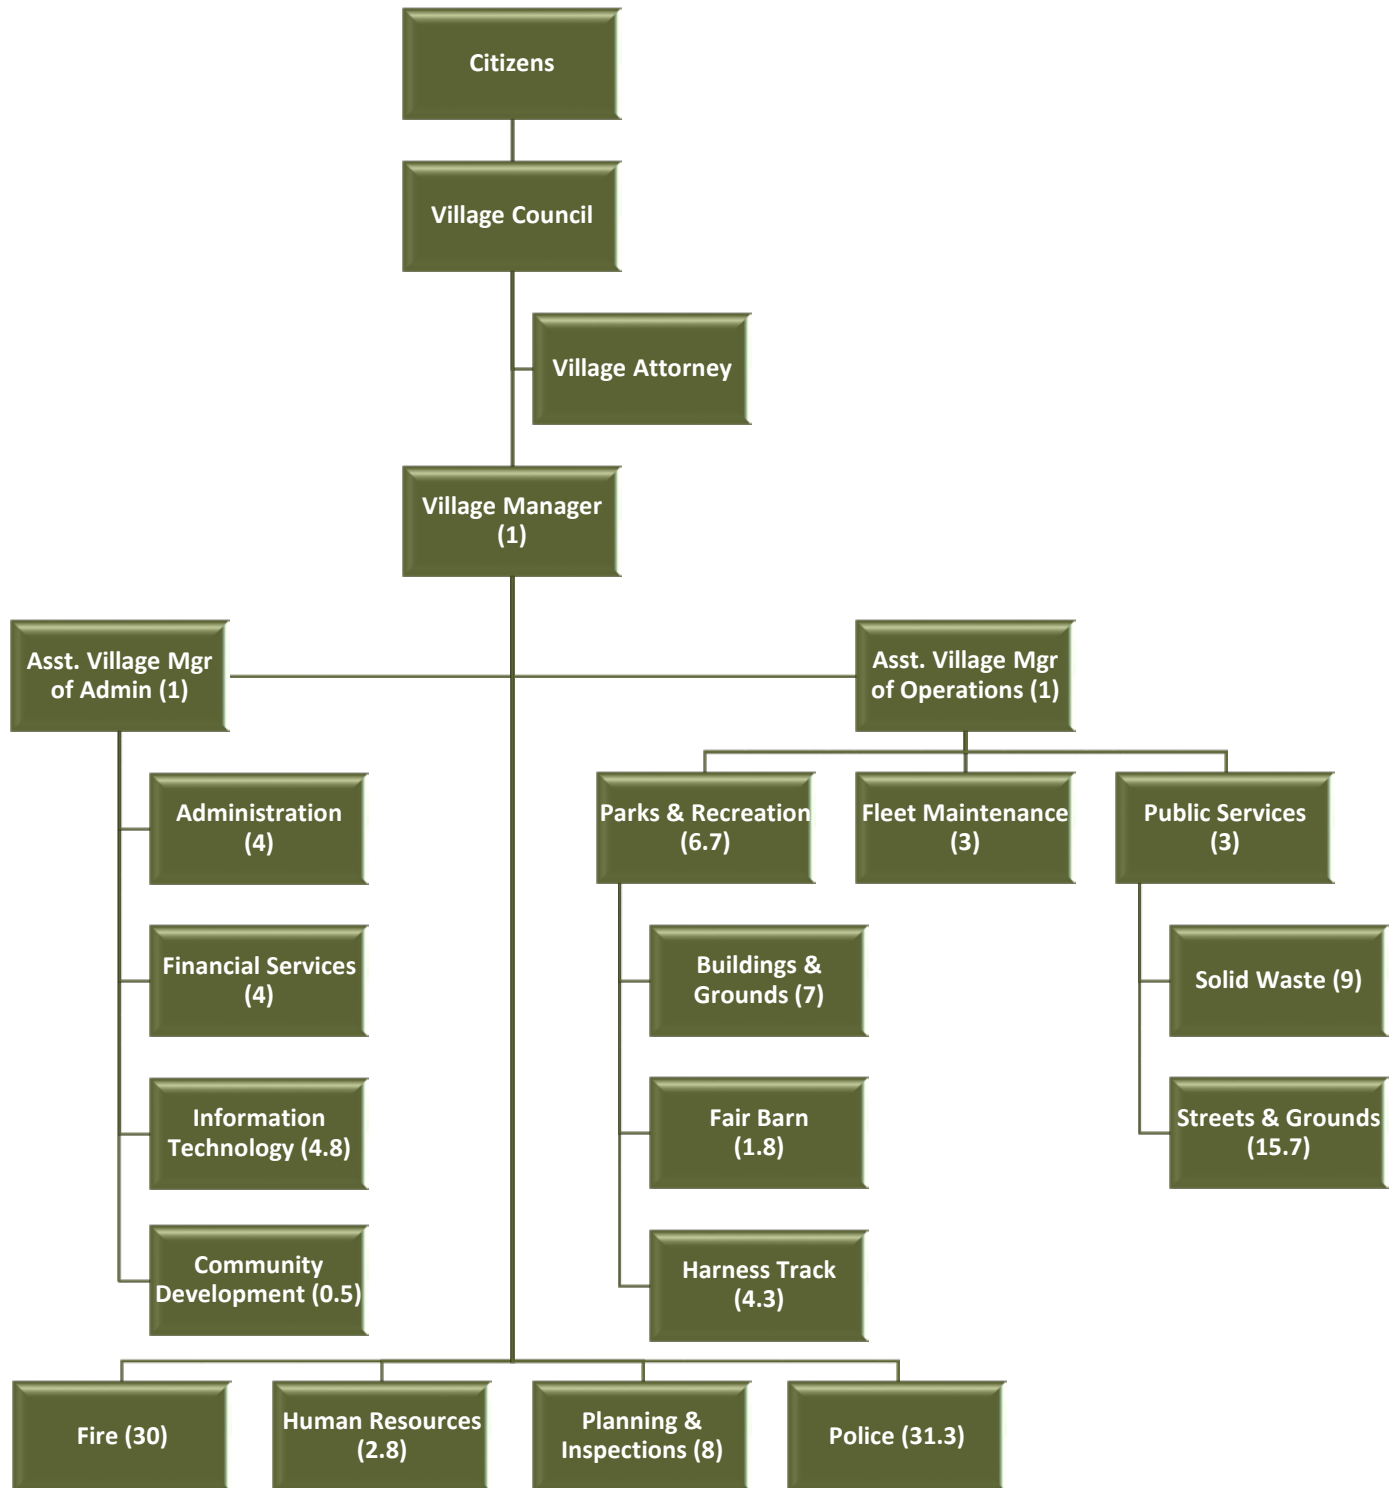 Citizens
Village Council
Village Attorney
Village Manager
(1)
Asst. Village Mgr
of Admin (1)
Asst. Village Mgr
of Operations (1)
Administration
(4)
Financial Services
(4)
Information
Technology (4.8)
Community
Development (0.5)
Parks & Recreation
(6.7)
Fleet Maintenance
(3)
Public Services
(3)
Buildings &
Grounds (7)
Fair Barn
(1.8)
Harness Track
(4.3)
Solid Waste (9)
Streets & Grounds
(15.7)
Fire (30)
Human Resources
(2.8)
Planning &
Inspections (8)
Police (31.3)